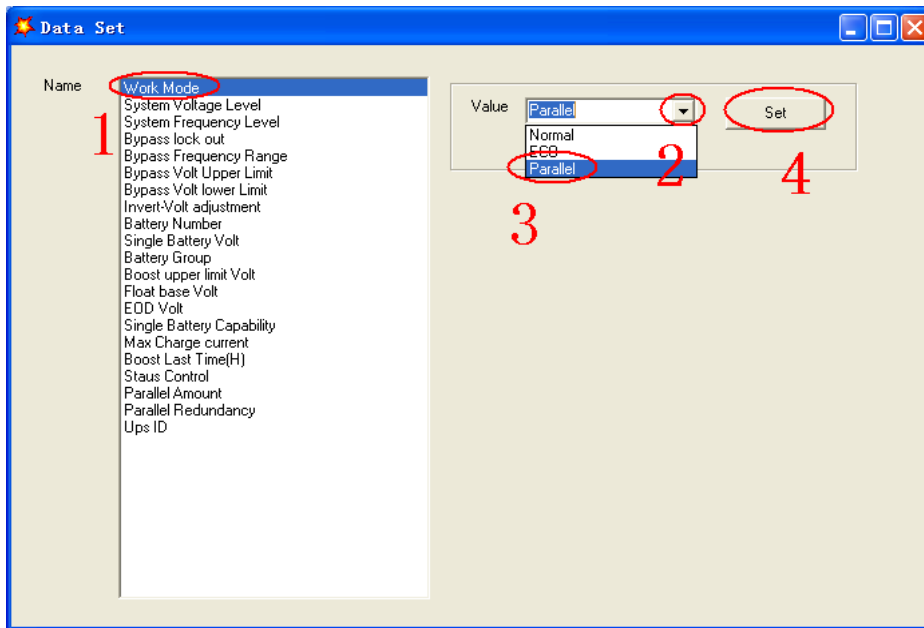 Data Set
Name
Work Mode
System Voltage Level
System Frequency Level
Bypass lock out
Bypass Frequency Range
Bypass Volt Upper Limit
Bypass Volt lower Limit
Invert-Volt adjustment
Battery Number
Single Battery Volt
Battery Group
Boost upper limit Volt
Float base Volt
EOD Volt
Single Battery Capability
Max Charge current
Boost Last Time(H)
Staus Control
Parallel Amount
Parallel Redundancy
Ups ID
1
Value
Parallel
Set
Normal
ECO
Parallel
2
3
4